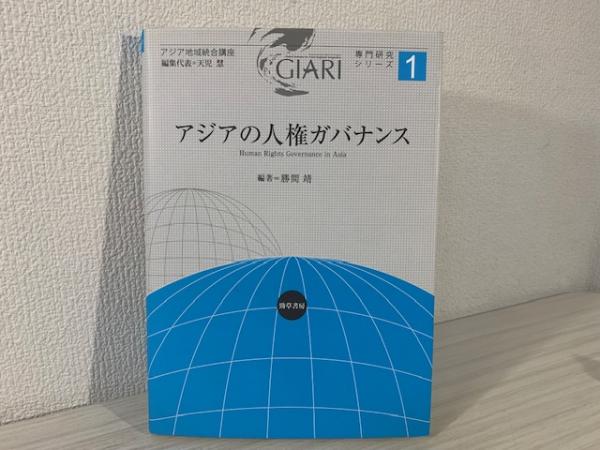 アジア地域統合講座
編集代表=天児 慧
GIARI
専門研究
シリーズ
1
アジアの人権ガバナンス
Human Rights Governance in Asia
編著=勝間 靖
勁草書房